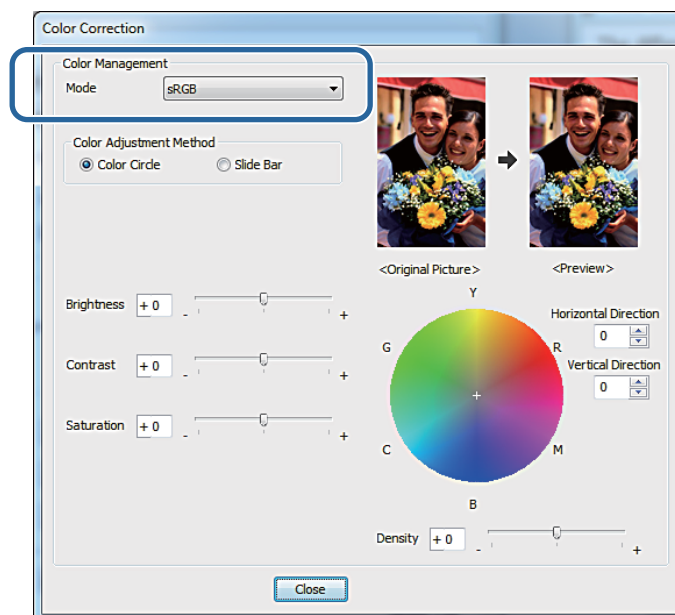 Color Correction
Color Management
Mode sRGB
Color Adjustment Method
Color Circle Slide Bar
<Original Picture> <Preview>
Y
Horizontal Direction
0
R
Vertical Direction
0
G
C
M
B
Brightness + 0 - +
Contrast + 0 - +
Saturation + 0 - +
Density + 0 - +
Close